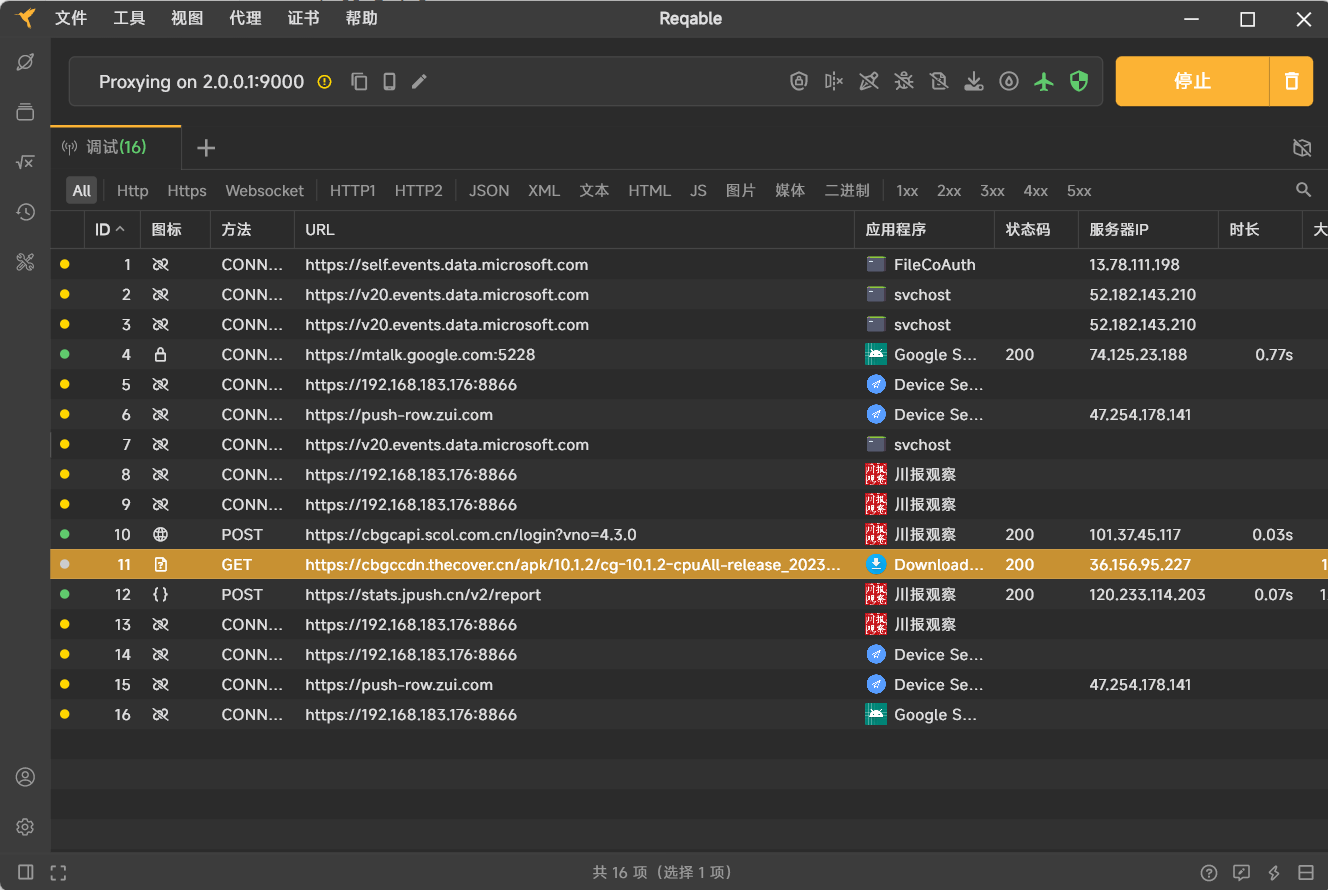 文件 工具 视图 代理 证书 帮助 Reqable
Proxying on 2.0.0.1:9000 停止
调试(16)
All Http Https Websocket HTTP1 HTTP2 JSON XML 文本 HTML JS 图片 媒体 二进制 1xx 2xx 3xx 4xx 5xx
ID 图标 方法 URL 应用程序 状态码 服务器IP 时长 大
1 CONN... https://self.events.data.microsoft.com FileCoAuth 13.78.111.198
2 CONN... https://v20.events.data.microsoft.com svchost 52.182.143.210
3 CONN... https://v20.events.data.microsoft.com svchost 52.182.143.210
4 CONN... https://mtalk.google.com:5228 Google S... 200 74.125.23.188 0.77s
5 CONN... https://192.168.183.176:8866 Device Se...
6 CONN... https://push-row.zui.com Device Se... 47.254.178.141
7 CONN... https://v20.events.data.microsoft.com svchost
8 CONN... https://192.168.183.176:8866 川报观察
9 CONN... https://192.168.183.176:8866 川报观察
10 POST https://cbgcapi.scol.com.cn/login?vno=4.3.0 川报观察 200 101.37.45.117 0.03s
11 GET https://cbgccdn.thecover.cn/apk/10.1.2/cg-10.1.2-cpuAll-release_2023... Download... 200 36.156.95.227 1
12 POST https://stats.jpush.cn/v2/report 川报观察 200 120.233.114.203 0.07s 1
13 CONN... https://192.168.183.176:8866 川报观察
14 CONN... https://192.168.183.176:8866 Device Se...
15 CONN... https://push-row.zui.com Device Se... 47.254.178.141
16 CONN... https://192.168.183.176:8866 Google S...
共 16 项（选择 1 项）